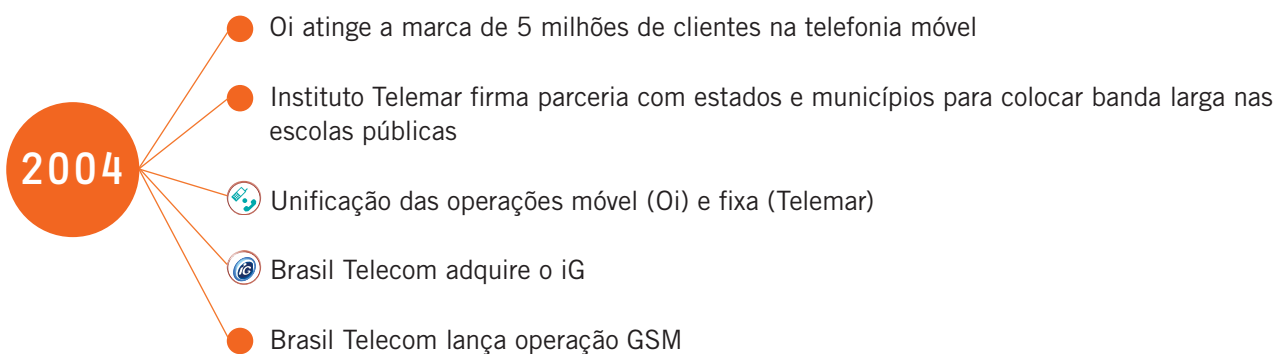 Oi atinge a marca de 5 milhões de clientes na telefonia móvel
Instituto Telemar firma parceria com estados e municípios para colocar banda larga nas
escolas públicas
2004
Unificação das operações móvel (Oi) e fixa (Telemar)
iG
Brasil Telecom adquire o iG
Brasil Telecom lança operação GSM